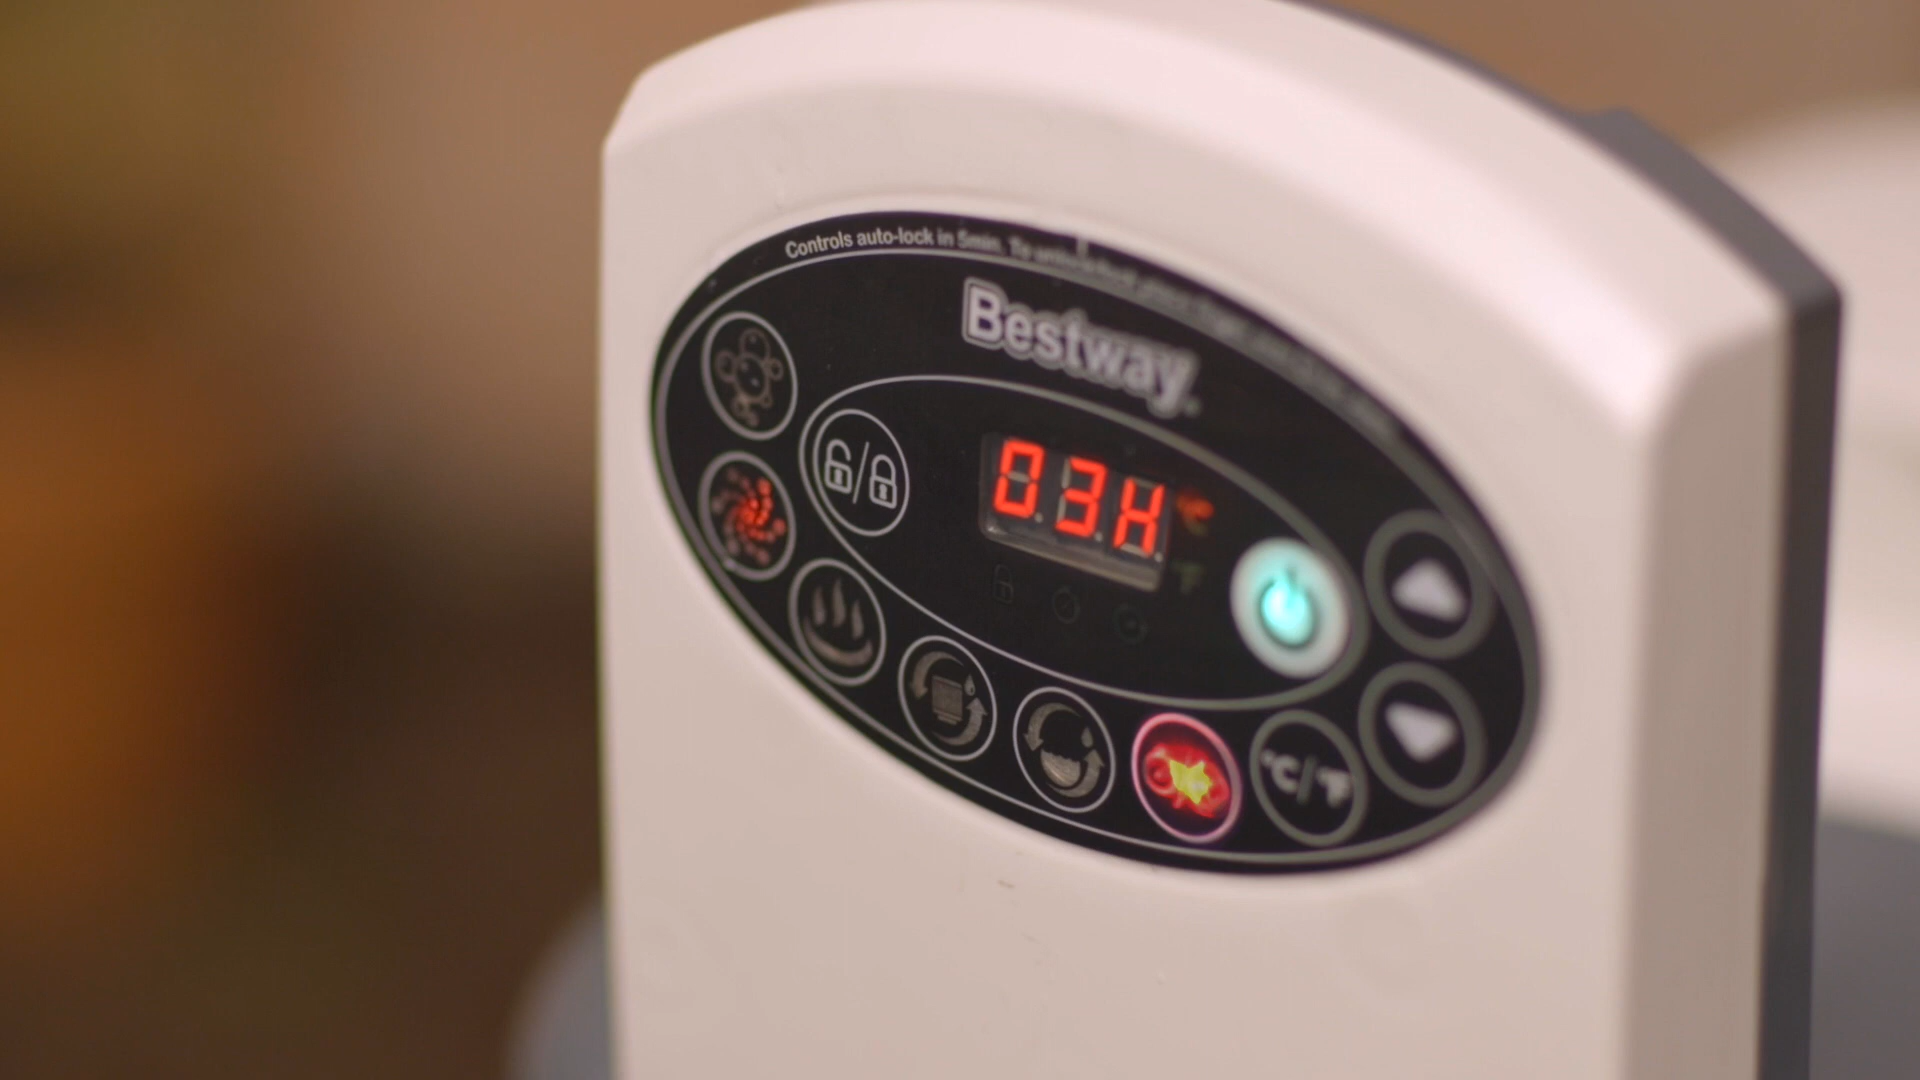 Controls auto-lock in 5min. To
Bestway
03H
°C
°F
°C/°F